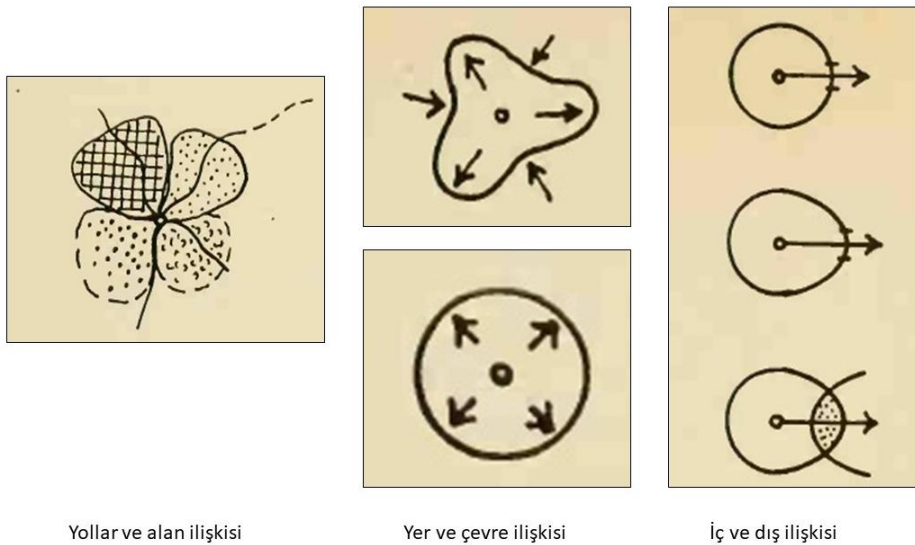 Yollar ve alan ilişkisi
Yer ve çevre ilişkisi
İç ve dış ilişkisi